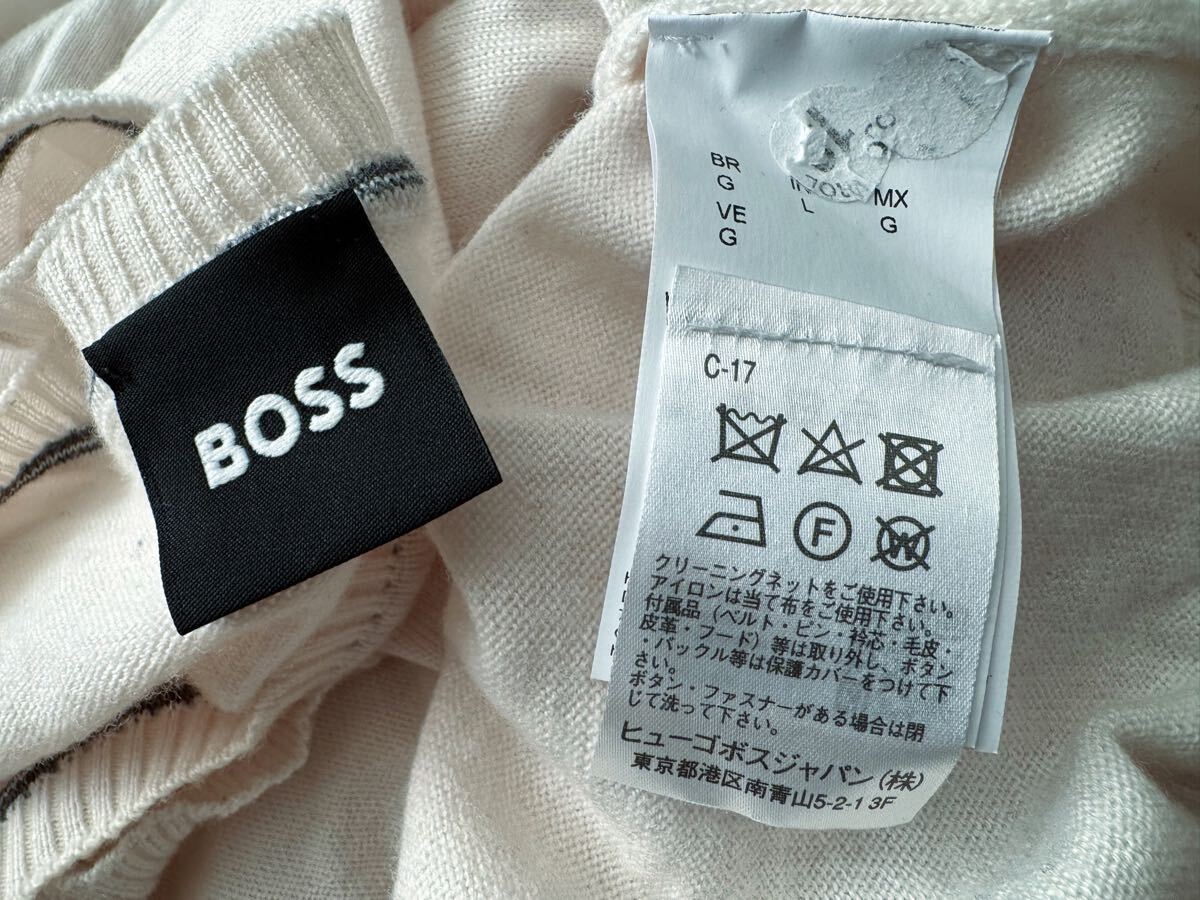 BOSS
BR MX
G L G
VE
G
C-17
F
W
クリーニングネットをご使用下さい。
アイロンは当て布をご使用下さい。
付属品（ベルト・ピン・衿芯・毛皮・
皮革・フード）等は取り外し、ボタン
・バックル等は保護カバーをつけて下
さい。
ボタン・ファスナーがある場合は閉
じて洗って下さい。
ヒューゴボスジャパン(株)
東京都港区南青山5-2-1 3F